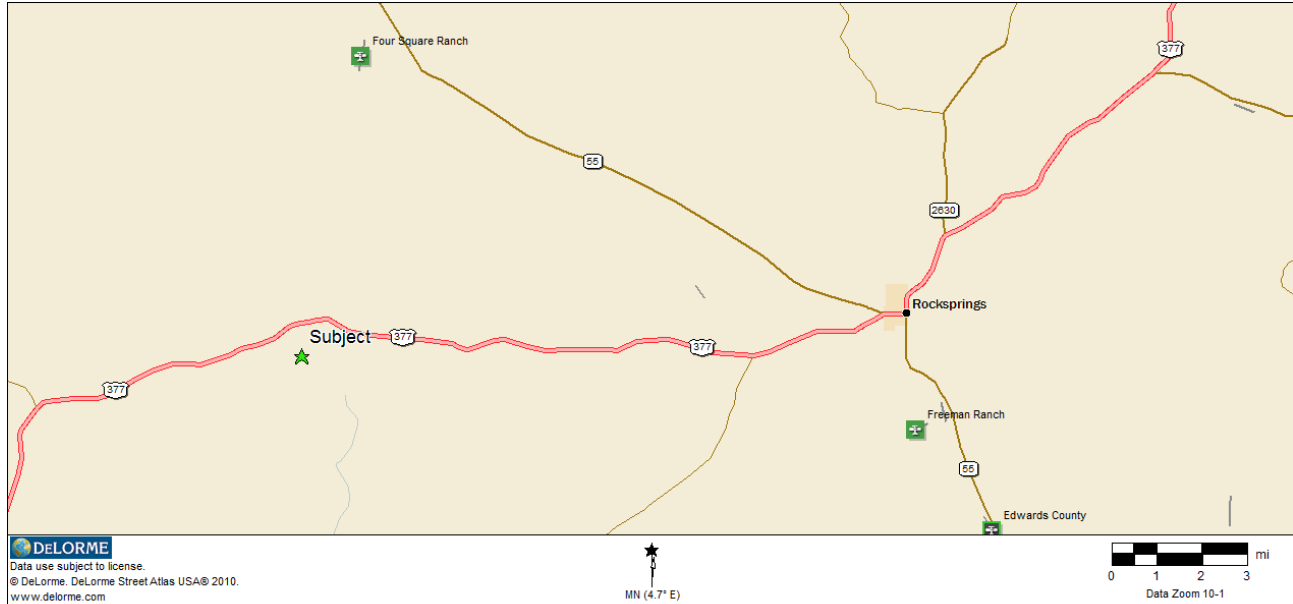 Four Square Ranch
377
55
2630
Rocksprings
Subject
377
377
377
Freeman Ranch
55
Edwards County
DELORME
Data use subject to license.
© DeLorme. DeLorme Street Atlas USA® 2010.
www.delorme.com
MN (4.7° E)
mi
0 1 2 3
Data Zoom 10-1